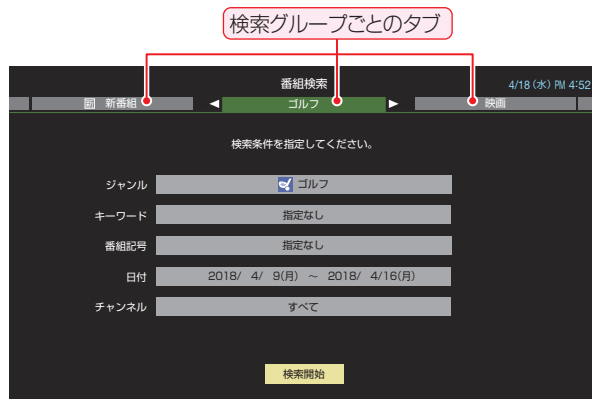 検索グループごとのタブ
番組検索 4/18 (水) PM 4:52
新 新番組 ◀ ゴルフ ▶ 映画
検索条件を指定してください。
ジャンル ゴルフ
キーワード 指定なし
番組記号 指定なし
日付 2018/ 4/ 9(月) ～ 2018/ 4/16(月)
チャンネル すべて
検索開始